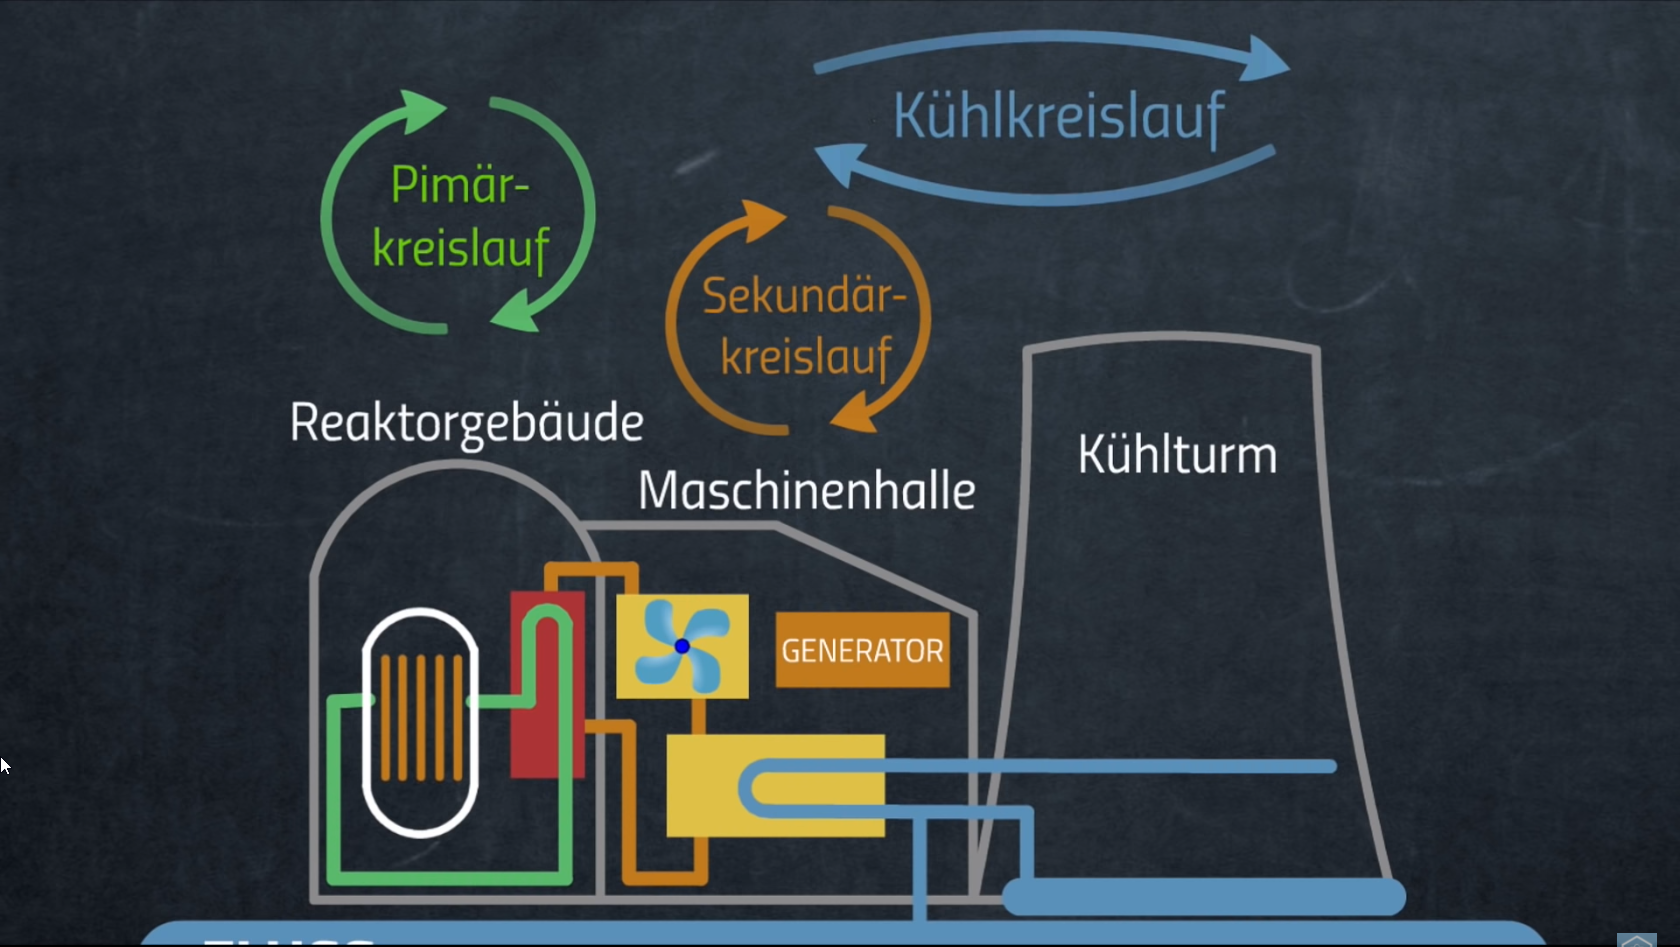 Kühlkreislauf
Pimär-
kreislauf
Sekundär-
kreislauf
Reaktorgebäude
Maschinenhalle
Kühlturm
GENERATOR